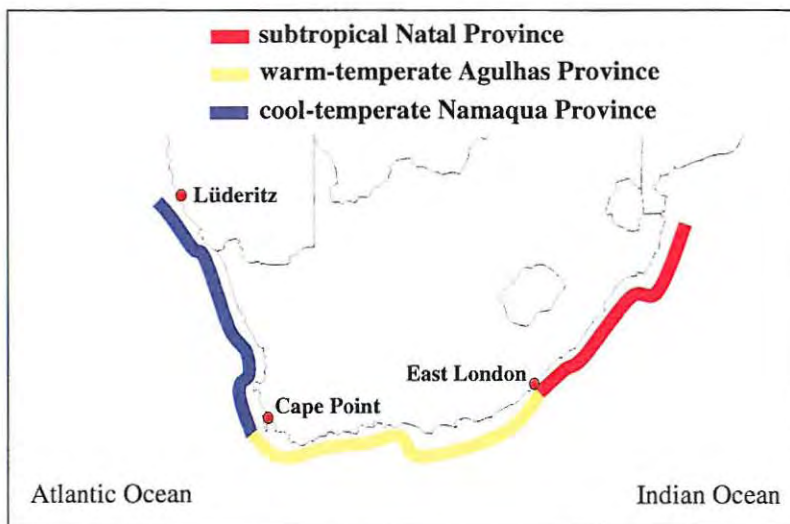 subtropical Natal Province
warm-temperate Agulhas Province
cool-temperate Namaqua Province
Lüderitz
East London
Cape Point
Atlantic Ocean
Indian Ocean